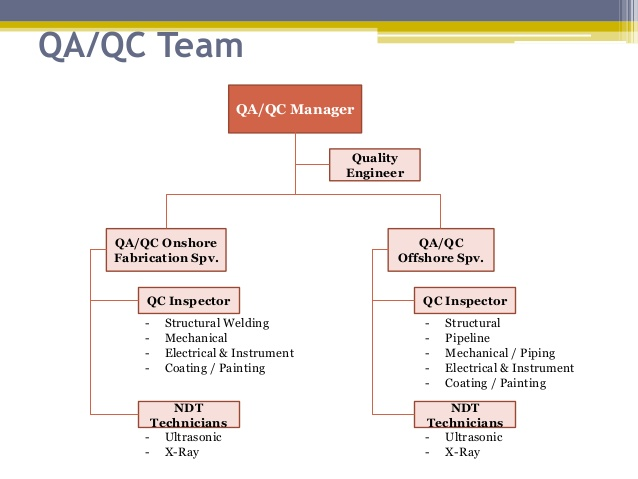 QA/QC Team
QA/QC Manager
Quality
Engineer
QA/QC Onshore
Fabrication Spv.
QC Inspector
- Structural Welding
- Mechanical
- Electrical & Instrument
- Coating / Painting
NDT
Technicians
- Ultrasonic
- X-Ray
QA/QC
Offshore Spv.
QC Inspector
- Structural
- Pipeline
- Mechanical / Piping
- Electrical & Instrument
- Coating / Painting
NDT
Technicians
- Ultrasonic
- X-Ray